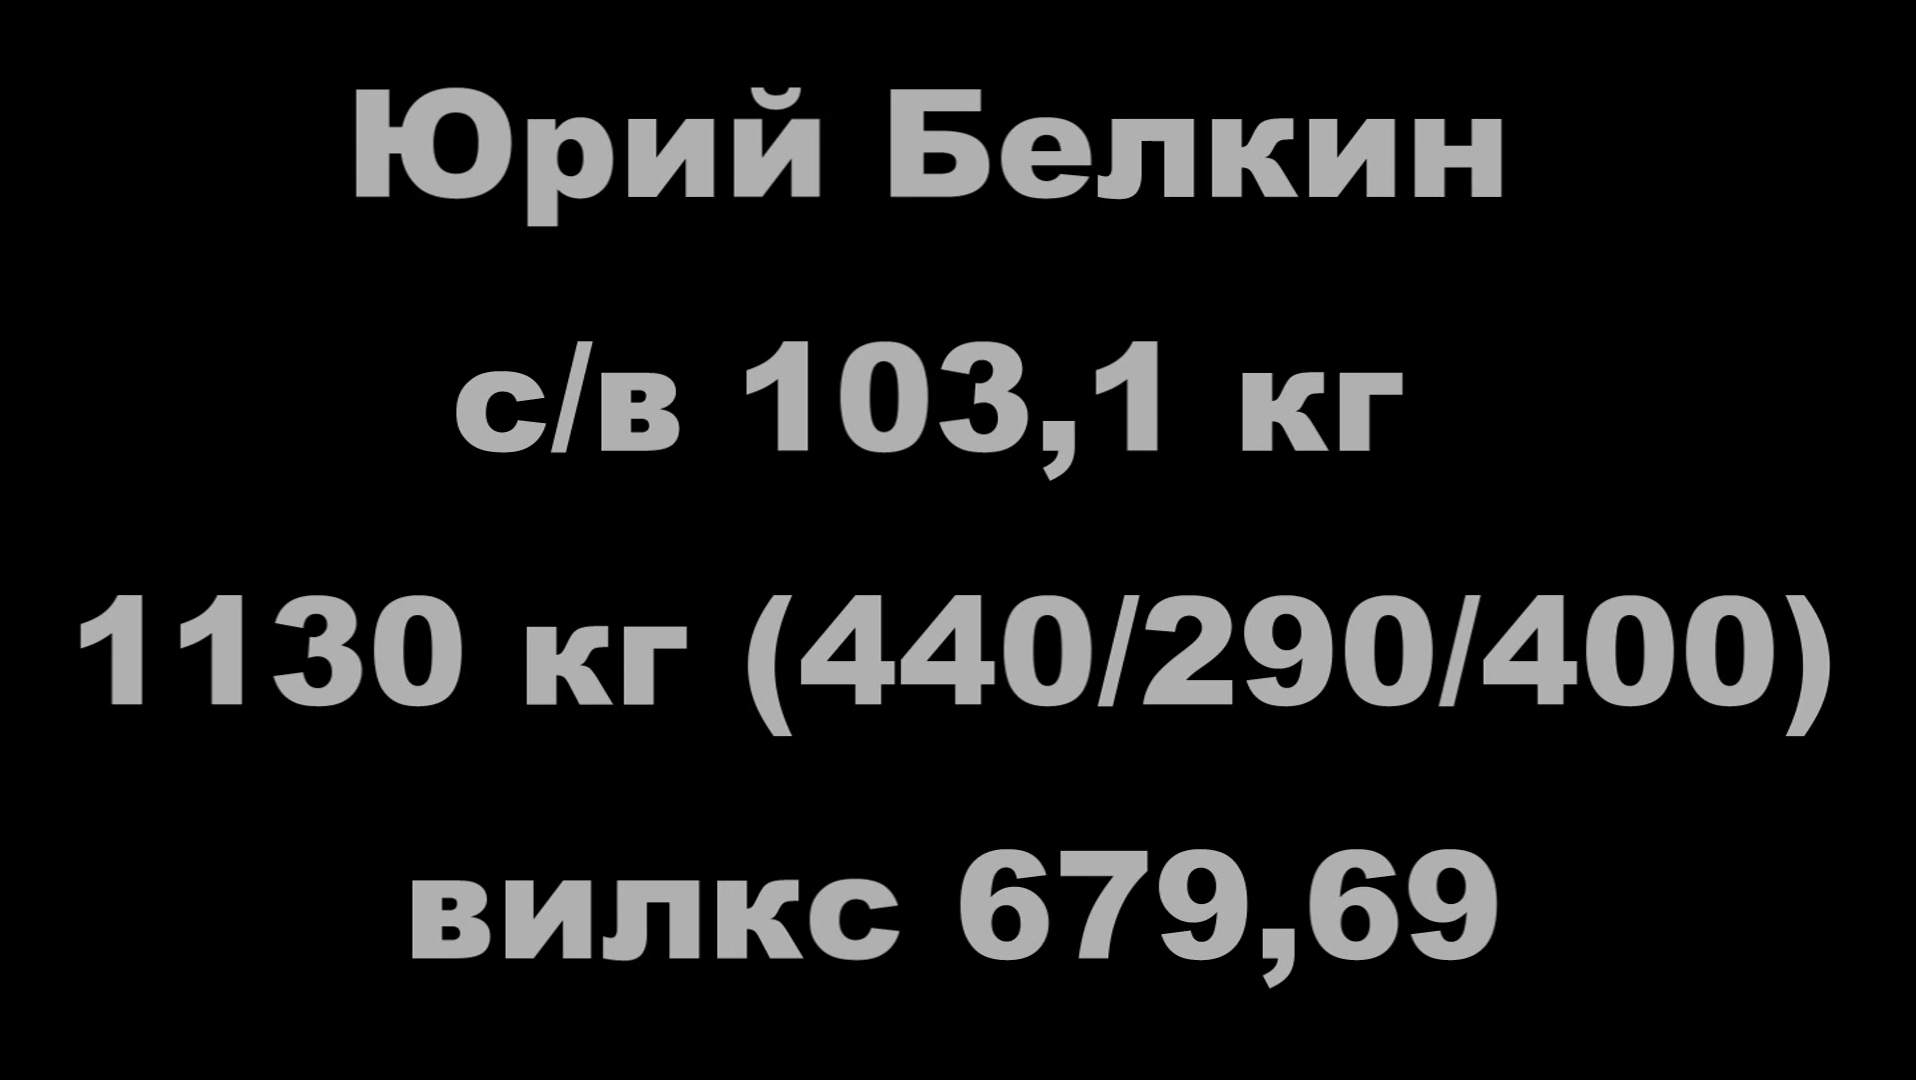 Юрий Белкин
с/в 103,1 кг
1130 кг (440/290/400)
вилкс 679,69